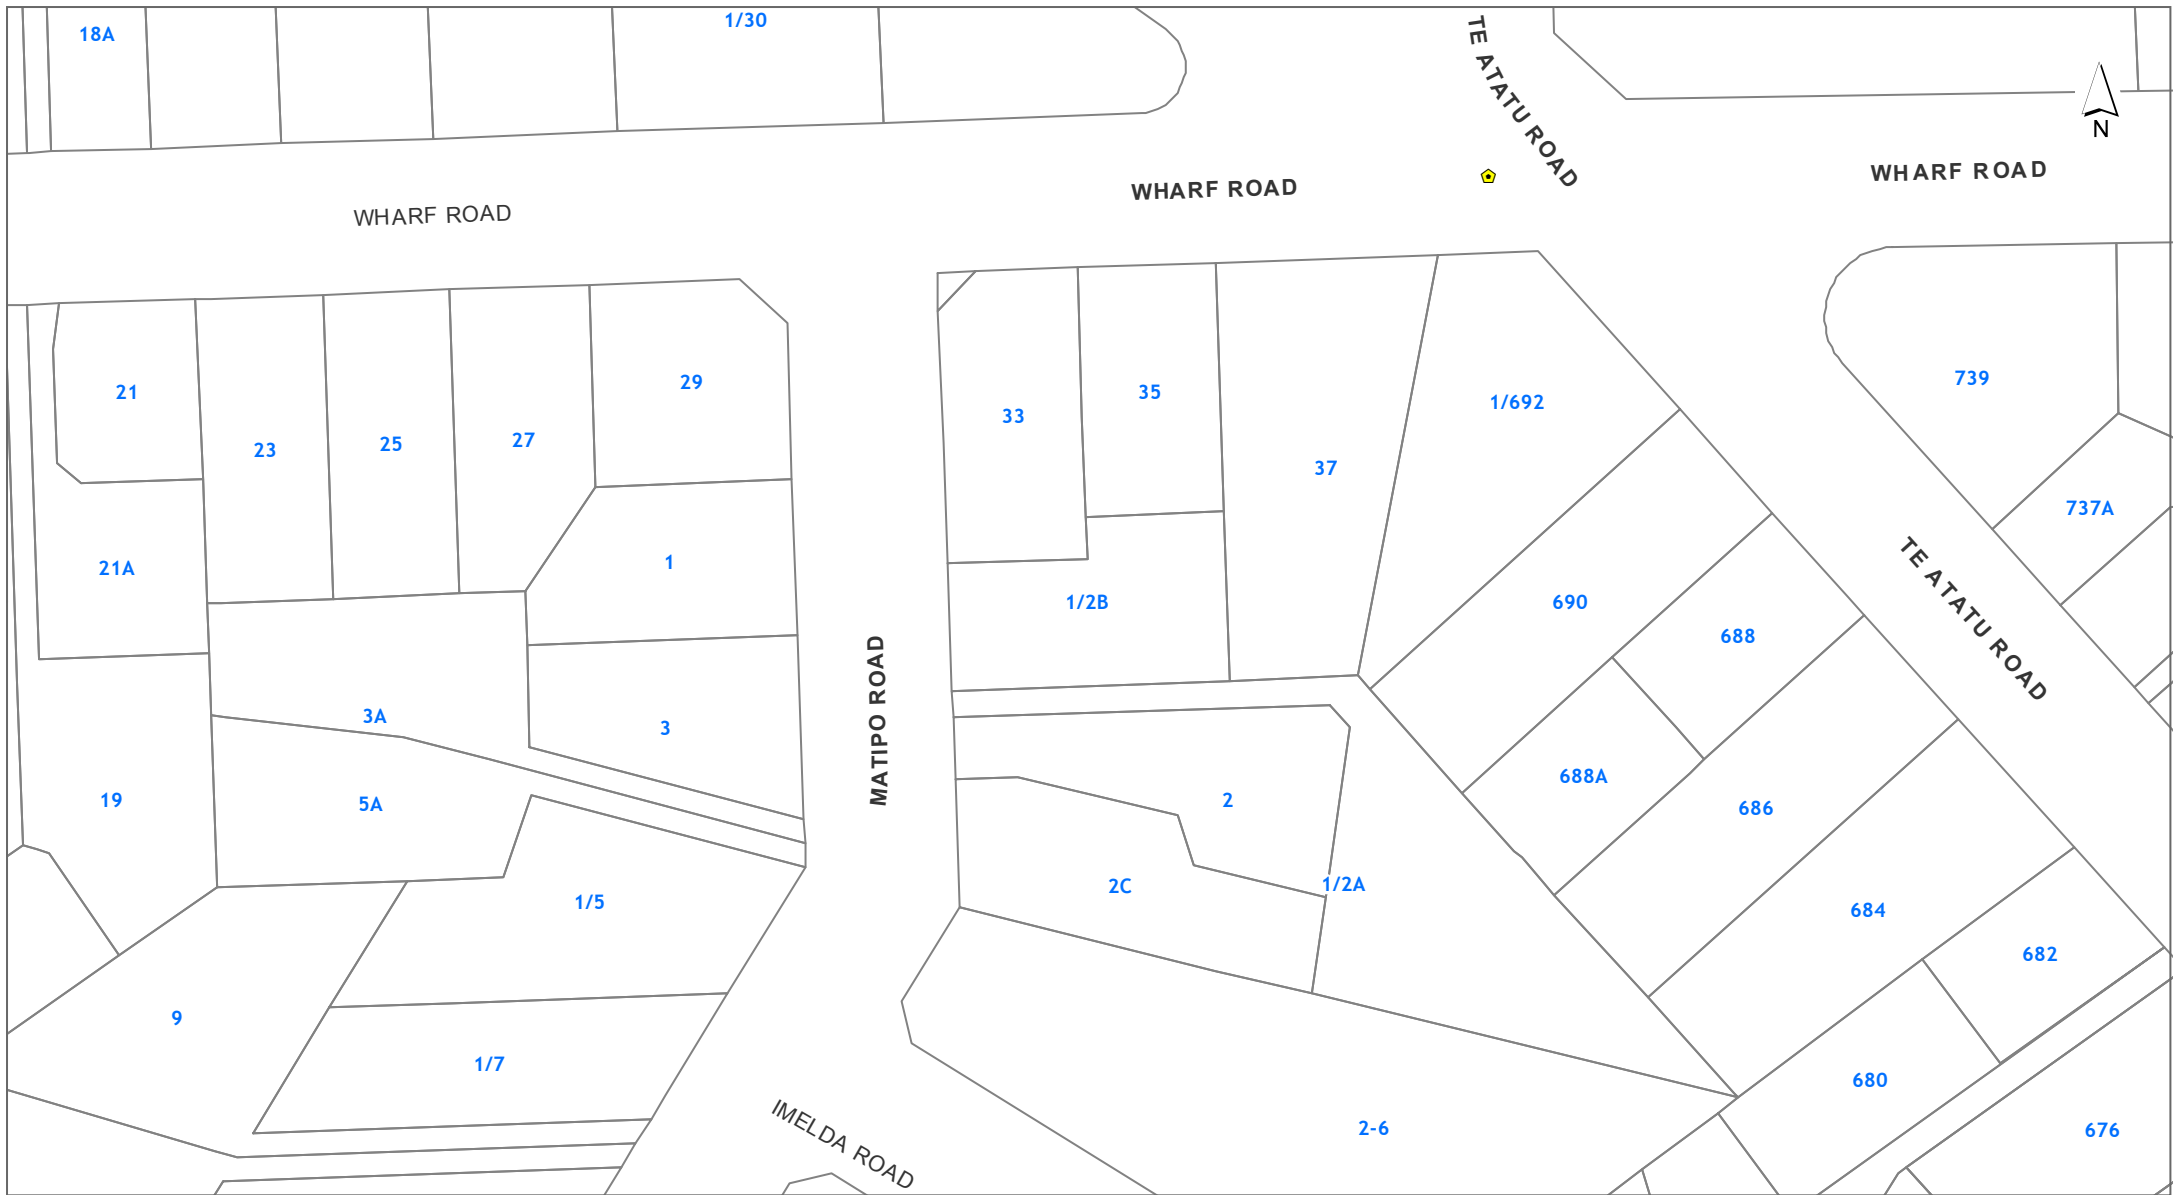 18A
1/30
TE ATATU ROAD
N
WHARF ROAD
WHARF ROAD
WHARF ROAD
21
23
25
27
29
33
35
37
1/692
739
737A
21A
1
1/2B
690
688
TE ATATU ROAD
MATIPO ROAD
3A
3
19
5A
2
688A
686
1/5
2C
1/2A
684
682
9
1/7
680
IMELDA ROAD
2-6
676